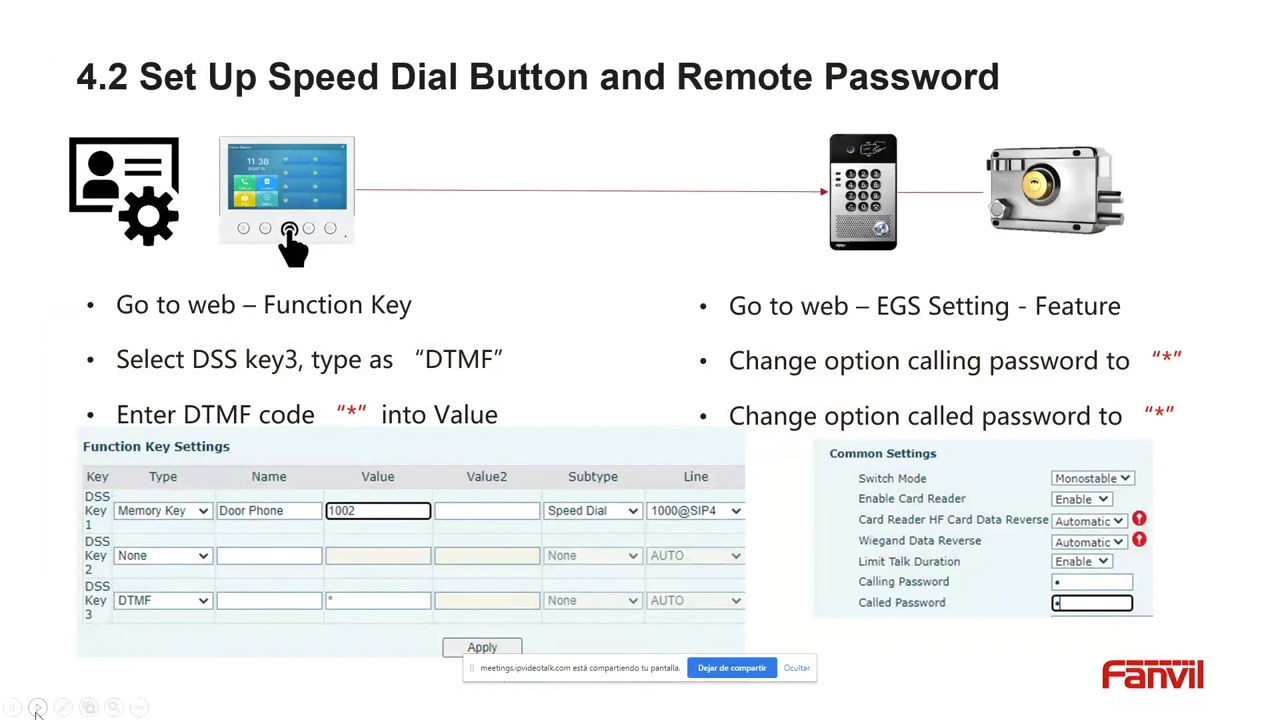 4.2 Set Up Speed Dial Button and Remote Password
11 38
• Go to web – Function Key
• Select DSS key3, type as “DTMF”
• Enter DTMF code “*” into Value
• Go to web – EGS Setting - Feature
• Change option calling password to “*”
• Change option called password to “*”
Function Key Settings
Key Type Name Value Value2 Subtype Line
DSS Key 1 Memory Key Door Phone 1002 Speed Dial 1000@SIP4
DSS Key 2 None None AUTO
DSS Key 3 DTMF * None AUTO
Apply
Common Settings
Switch Mode Monostable
Enable Card Reader Enable
Card Reader HF Card Data Reverse Automatic
Wiegand Data Reverse Automatic
Limit Talk Duration Enable
Calling Password •
Called Password •
meetings.ipvideotalk.com está compartiendo tu pantalla. Dejar de compartir Ocultar
Fanvil